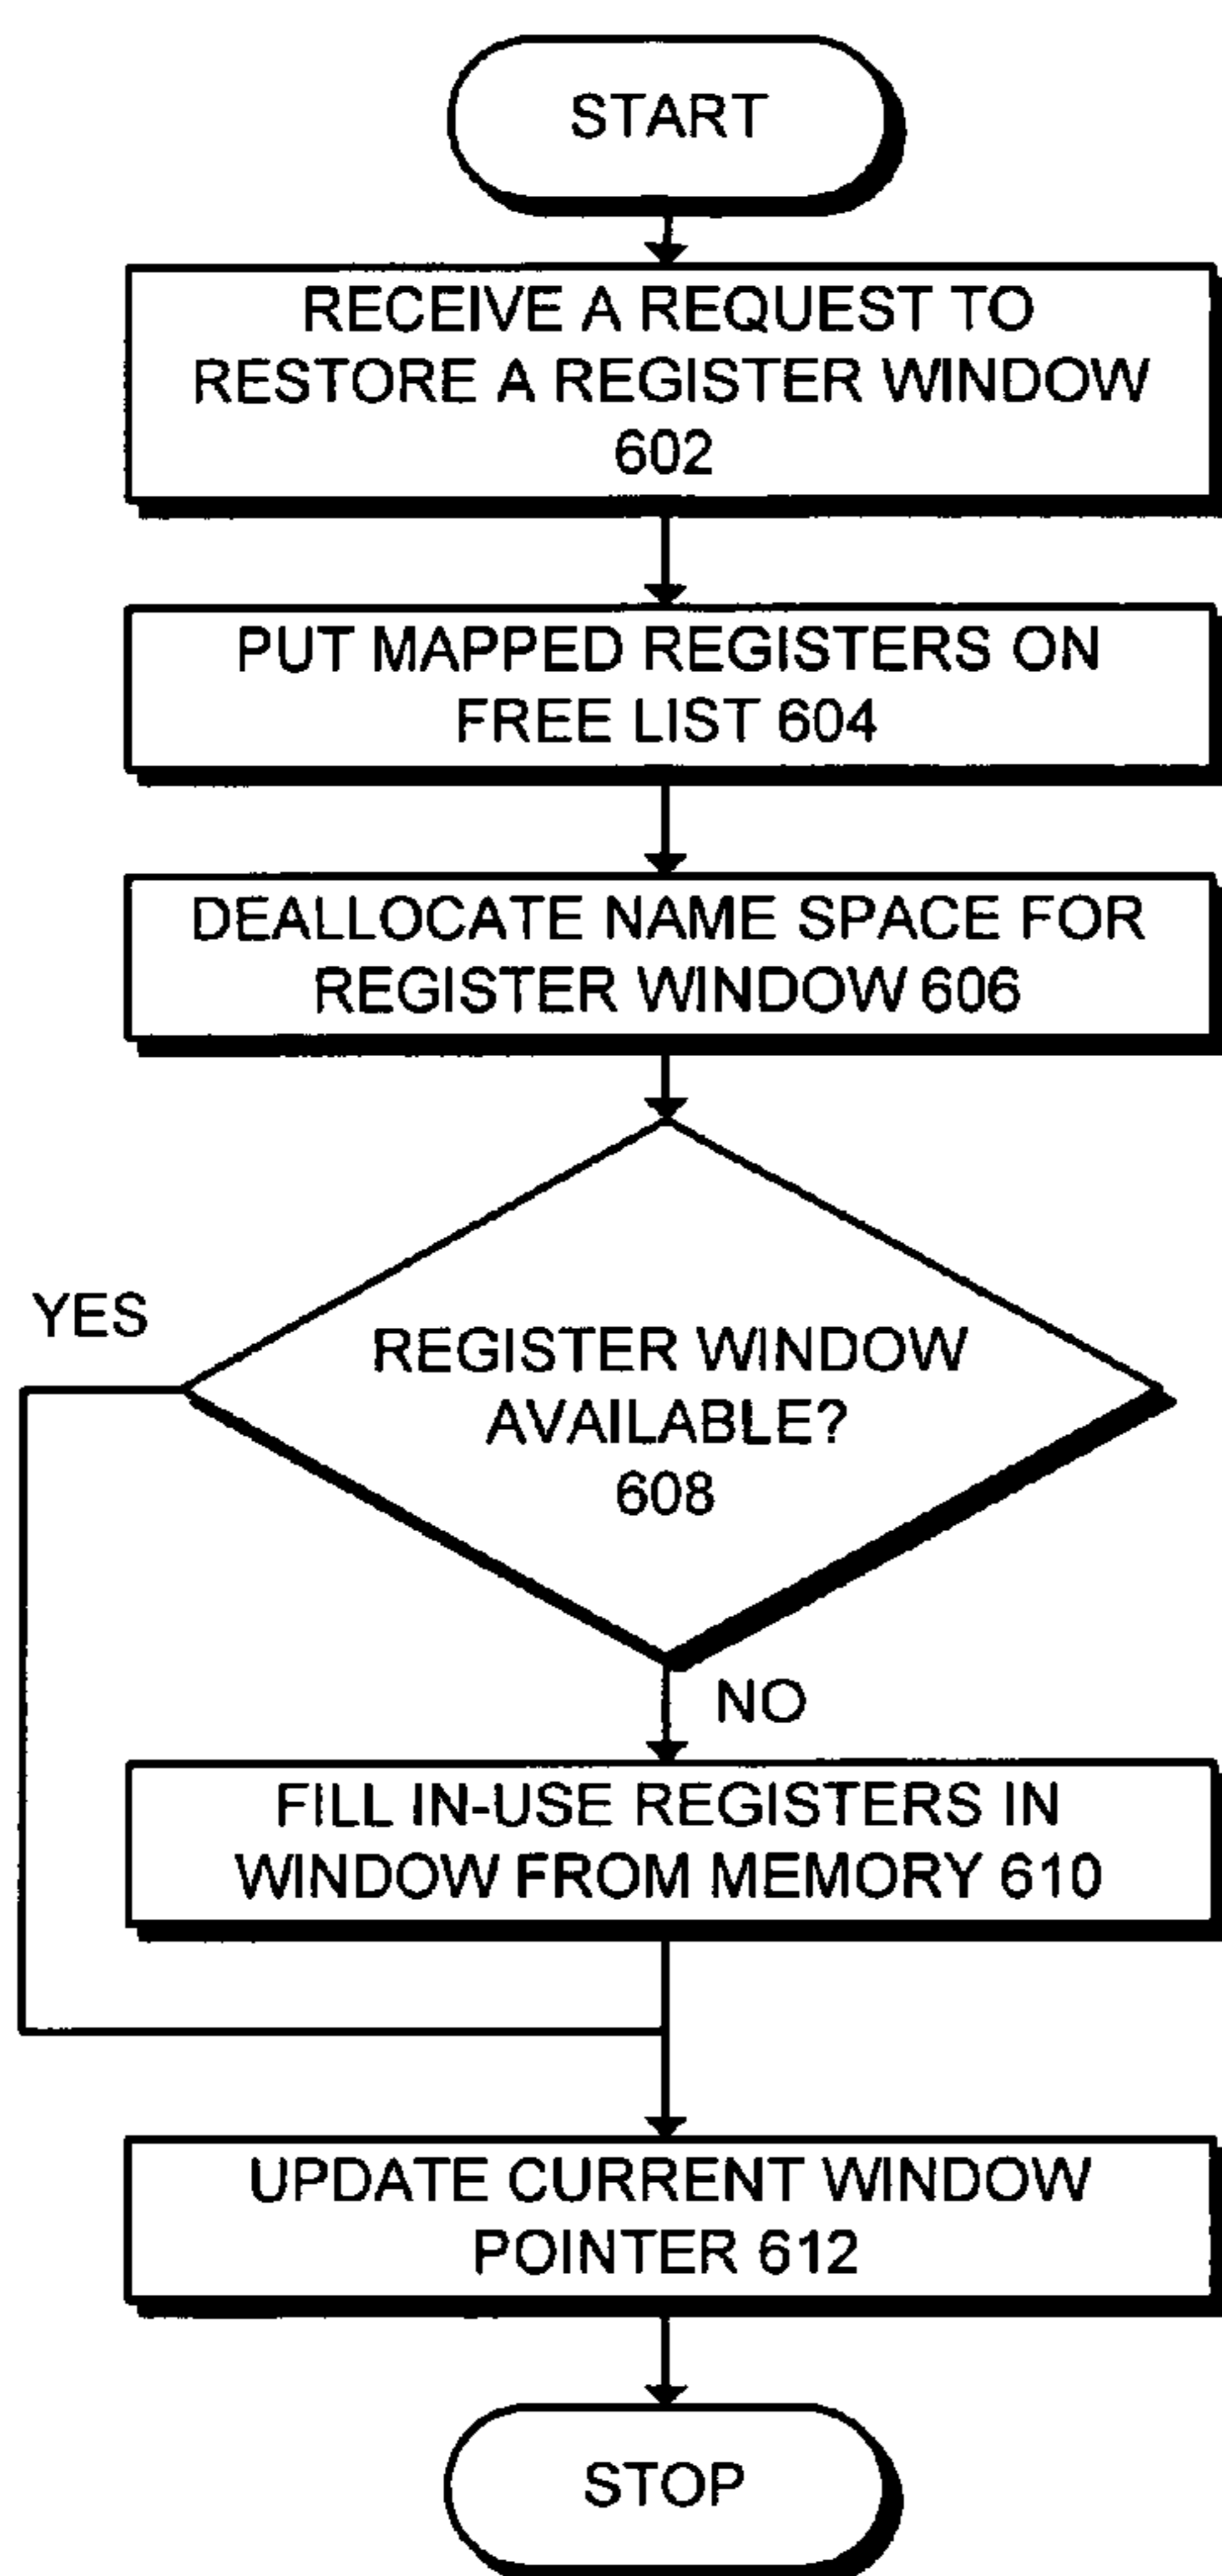 START
RECEIVE A REQUEST TO
RESTORE A REGISTER WINDOW
602
PUT MAPPED REGISTERS ON
FREE LIST 604
DEALLOCATE NAME SPACE FOR
REGISTER WINDOW 606
YES
REGISTER WINDOW
AVAILABLE?
608
NO
FILL IN-USE REGISTERS IN
WINDOW FROM MEMORY 610
UPDATE CURRENT WINDOW
POINTER 612
STOP